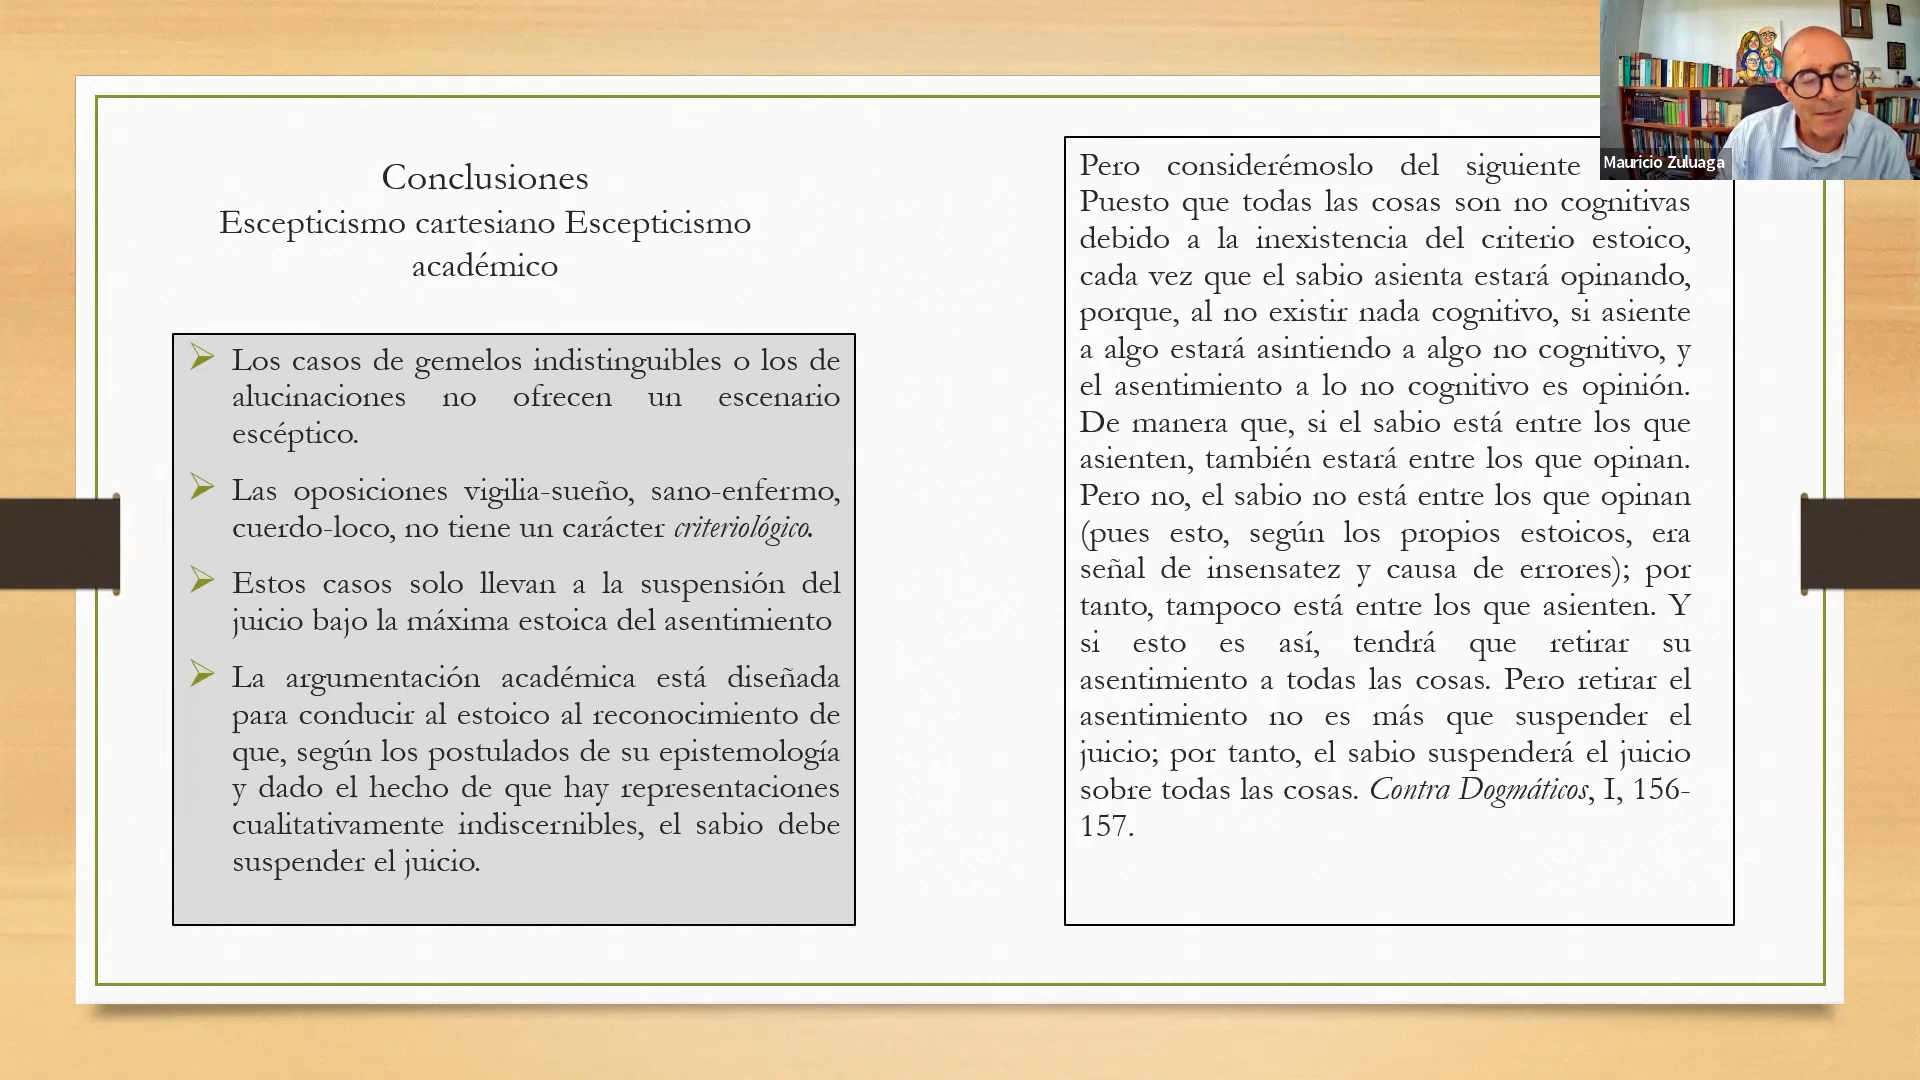 Conclusiones
Escepticismo cartesiano Escepticismo
académico
Los casos de gemelos indistinguibles o los de
alucinaciones no ofrecen un escenario
escéptico.
Las oposiciones vigilia-sueño, sano-enfermo,
cuerdo-loco, no tiene un carácter criteriológico.
Estos casos solo llevan a la suspensión del
juicio bajo la máxima estoica del asentimiento
La argumentación académica está diseñada
para conducir al estoico al reconocimiento de
que, según los postulados de su epistemología
y dado el hecho de que hay representaciones
cualitativamente indiscernibles, el sabio debe
suspender el juicio.
Pero considerémoslo del siguiente
Puesto que todas las cosas son no cognitivas
debido a la inexistencia del criterio estoico,
cada vez que el sabio asienta estará opinando,
porque, al no existir nada cognitivo, si asiente
a algo estará asintiendo a algo no cognitivo, y
el asentimiento a lo no cognitivo es opinión.
De manera que, si el sabio está entre los que
asienten, también estará entre los que opinan.
Pero no, el sabio no está entre los que opinan
(pues esto, según los propios estoicos, era
señal de insensatez y causa de errores); por
tanto, tampoco está entre los que asienten. Y
si esto es así, tendrá que retirar su
asentimiento a todas las cosas. Pero retirar el
asentimiento no es más que suspender el
juicio; por tanto, el sabio suspenderá el juicio
sobre todas las cosas. Contra Dogmáticos, I, 156-
157.
Mauricio Zuluaga